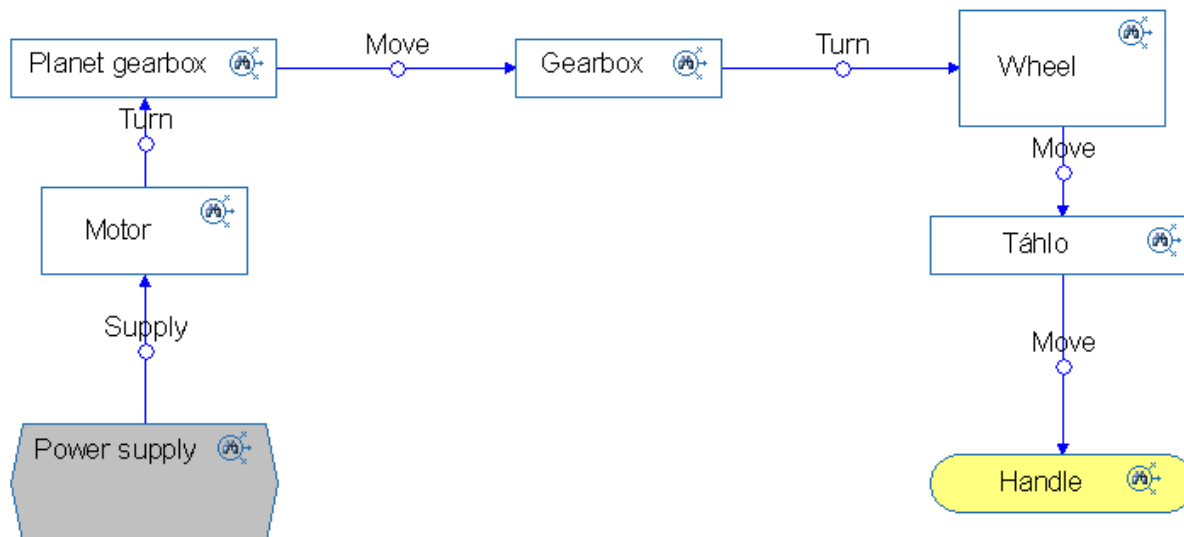 Planet gearbox
Move
Gearbox
Turn
Wheel
Turn
Move
Motor
Táhlo
Supply
Move
Power supply
Handle